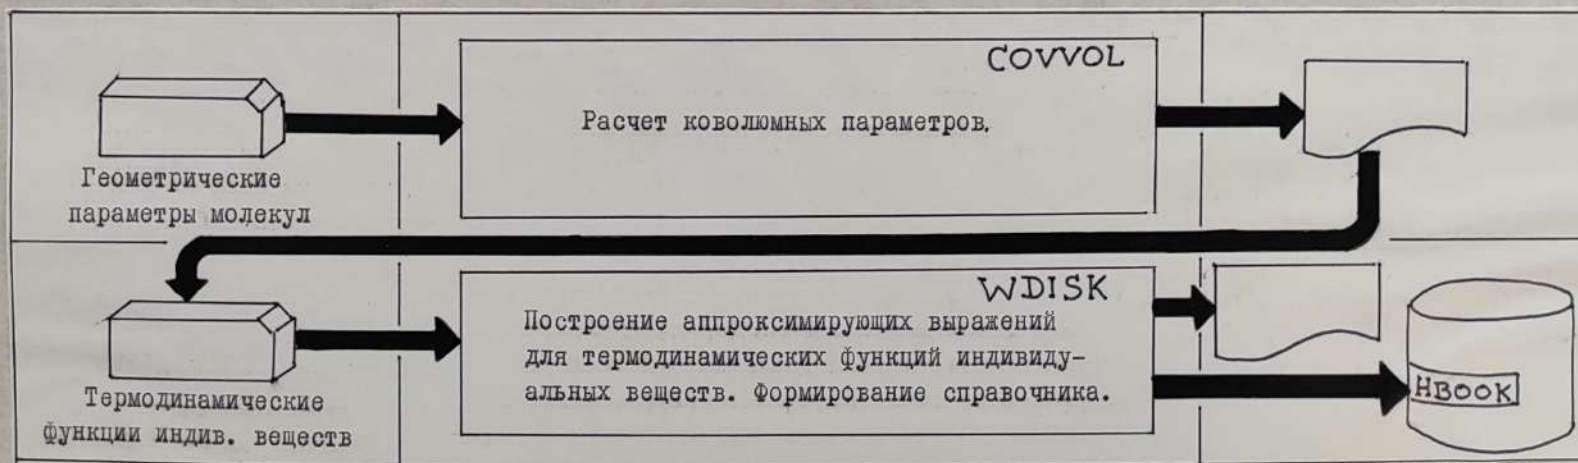 COVVOL
Расчет коволюмных параметров.
Геометрические
параметры молекул
WDISK
Построение аппроксимирующих выражений
для термодинамических функций индивиду-
альных веществ. Формирование справочника.
HBOOK
Термодинамические
функции индив. веществ